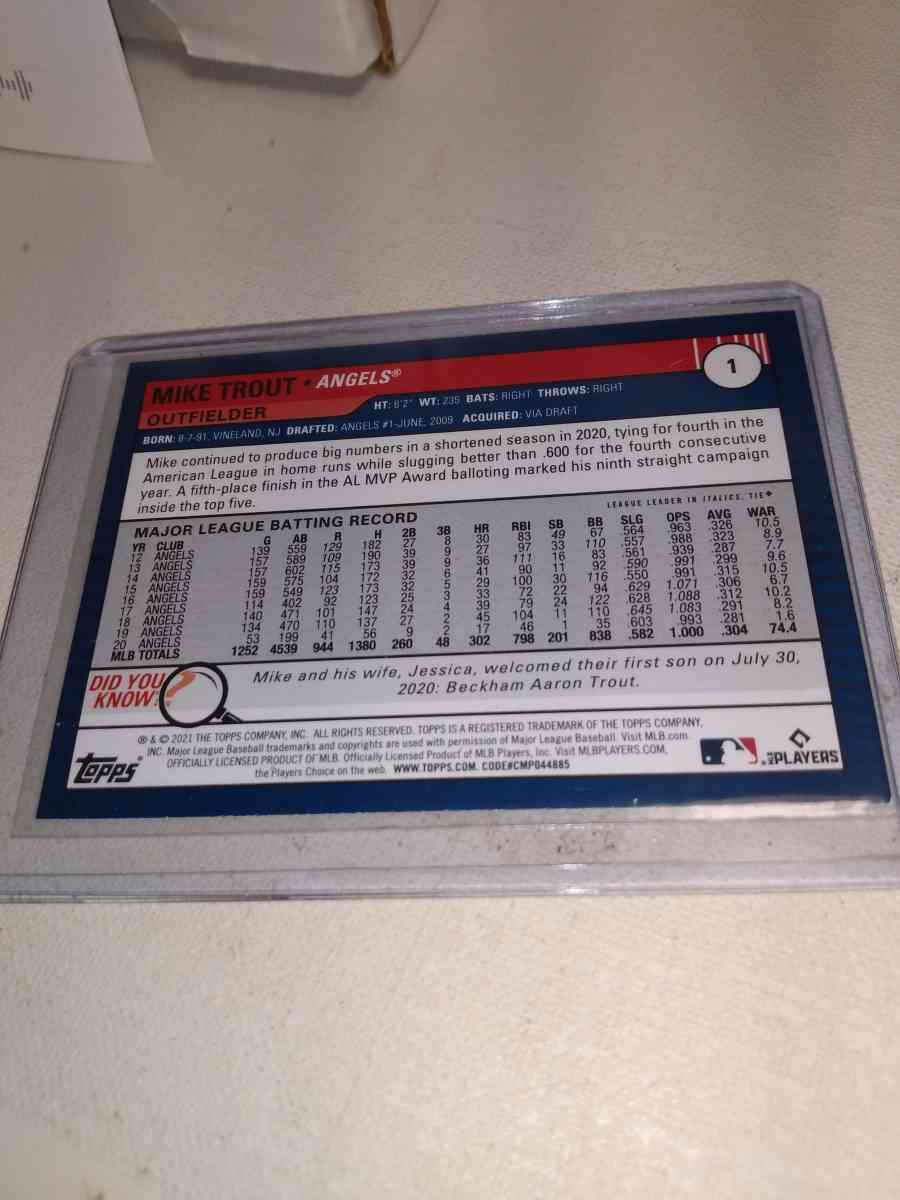 1
MIKE TROUT • ANGELS®
OUTFIELDER
HT: 6'2" WT: 235 BATS: RIGHT THROWS: RIGHT
BORN: 8-7-91, VINELAND, NJ DRAFTED: ANGELS #1-JUNE, 2009 ACQUIRED: VIA DRAFT
Mike continued to produce big numbers in a shortened season in 2020, tying for fourth in the
American League in home runs while slugging better than .600 for the fourth consecutive
year. A fifth-place finish in the AL MVP Award balloting marked his ninth straight campaign
inside the top five.
LEAGUE LEADER IN ITALICS, TIE♦
MAJOR LEAGUE BATTING RECORD
YR CLUB G AB R H 2B 3B HR RBI SB BB SLG OPS AVG WAR
12 ANGELS 139 559 129 182 27 8 30 83 49 67 .564 .963 .326 10.5
13 ANGELS 157 589 109 190 39 9 27 97 33 110 .557 .988 .323 8.9
14 ANGELS 157 602 115 173 39 9 36 111 16 83 .561 .939 .287 7.7
15 ANGELS 159 575 104 172 32 6 41 90 11 92 .590 .991 .299 9.6
16 ANGELS 159 549 123 173 32 5 29 100 30 116 .550 .991 .315 10.5
17 ANGELS 114 402 92 123 25 3 33 72 22 94 .629 1.071 .306 6.7
18 ANGELS 140 471 101 147 24 4 39 79 24 122 .628 1.088 .312 10.2
19 ANGELS 134 470 110 137 27 2 45 104 11 110 .645 1.083 .291 8.2
20 ANGELS 53 199 41 56 9 2 17 46 1 35 .603 .993 .281 1.6
MLB TOTALS 1252 4539 944 1380 260 48 302 798 201 838 .582 1.000 .304 74.4
DID YOU
KNOW?
Mike and his wife, Jessica, welcomed their first son on July 30,
2020: Beckham Aaron Trout.
® & © 2021 THE TOPPS COMPANY, INC. ALL RIGHTS RESERVED. TOPPS IS A REGISTERED TRADEMARK OF THE TOPPS COMPANY,
INC. Major League Baseball trademarks and copyrights are used with permission of Major League Baseball. Visit MLB.com.
OFFICIALLY LICENSED PRODUCT OF MLB Players, Inc. Visit MLBPLAYERS.COM,
the Players Choice on the web. WWW.TOPPS.COM. CODE#CMP044885
topps®
PLAYERS